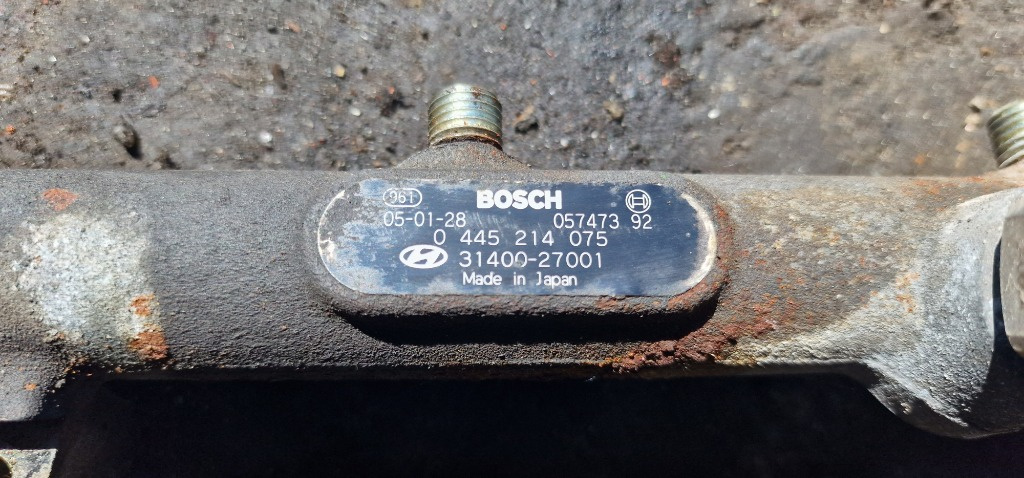 961 BOSCH
05-01-28 057473 92
0 445 214 075
31400-27001
Made in Japan